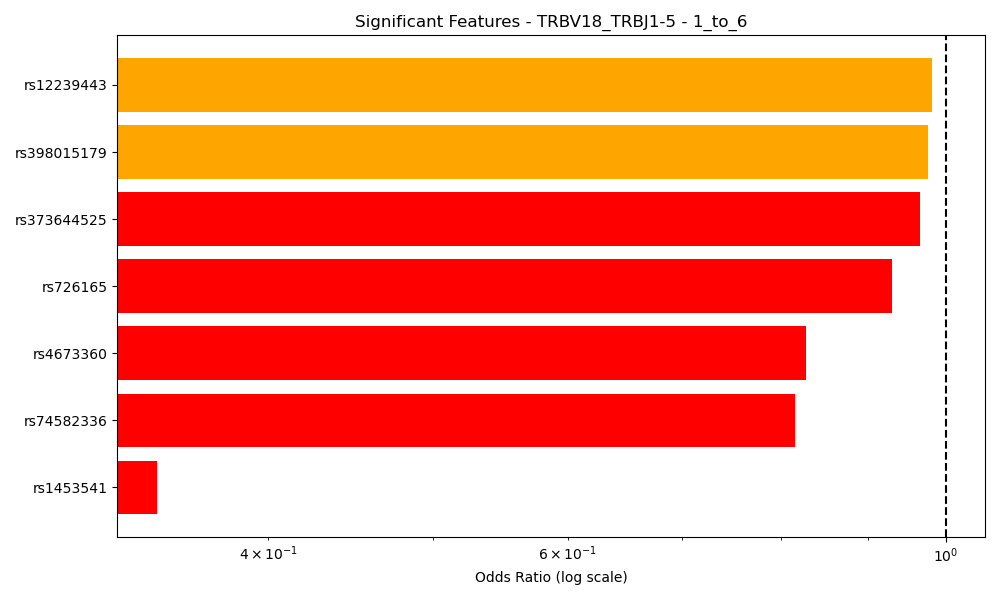 Significant Features - TRBV18_TRBJ1-5 - 1_to_6
rs12239443
rs398015179
rs373644525
rs726165
rs4673360
rs74582336
rs1453541
4 × 10⁻¹
6 × 10⁻¹
10⁰
Odds Ratio (log scale)